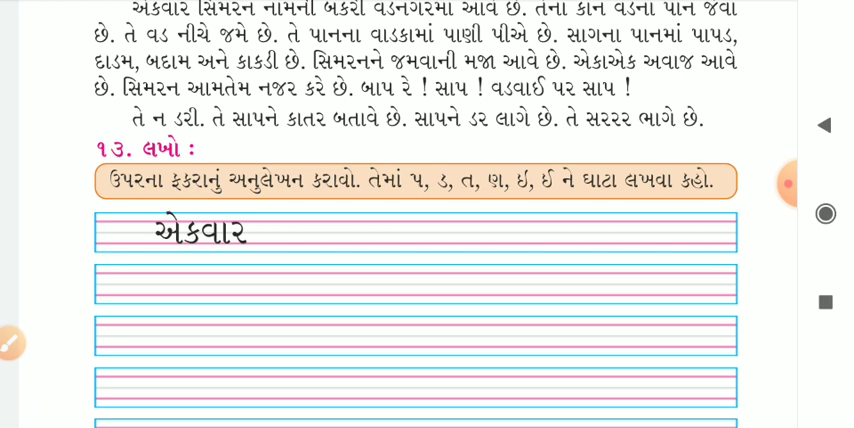 એકવાર સિમરન નામની બકરી વડનગરમાં આવે છે. તેના કાન વડના પાન જેવા
છે. તે વડ નીચે જમે છે. તે પાનના વાડકામાં પાણી પીએ છે. સાગના પાનમાં પાપડ,
દાડમ, બદામ અને કાકડી છે. સિમરનને જમવાની મજા આવે છે. એકાએક અવાજ આવે
છે. સિમરન આમતેમ નજર કરે છે. બાપ રે ! સાપ ! વડવાઈ પર સાપ !
તે ન ડરી. તે સાપને કાતર બતાવે છે. સાપને ડર લાગે છે. તે સરરર ભાગે છે.
૧૩. લખો :
ઉપરના ફકરાનું અનુલેખન કરાવો. તેમાં પ, ડ, ત, ણ, ઇ, ઈ ને ઘાટા લખવા કહો.
એકવાર